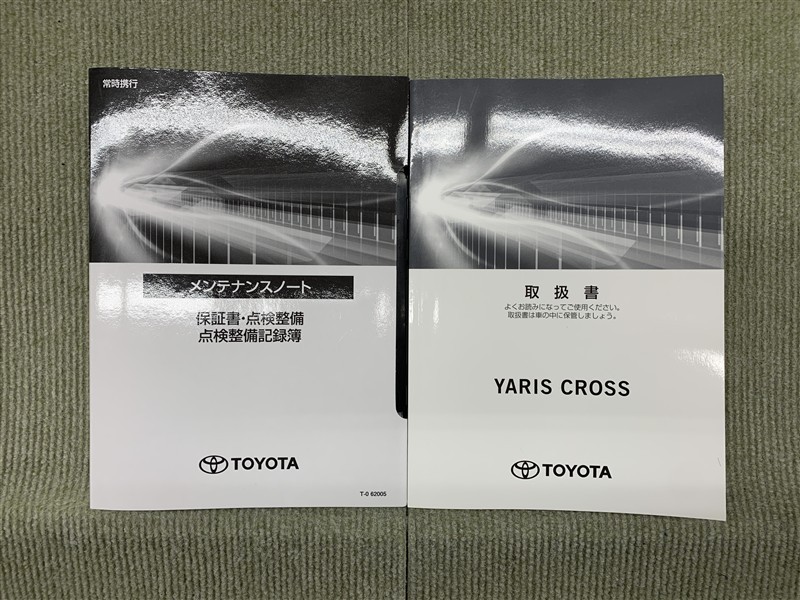 常時携行
メンテナンスノート
保証書・点検整備
点検整備記録簿
TOYOTA
T-0 62005
取扱書
よくお読みになってご使用ください。
取扱書は車の中に保管しましょう。
YARIS CROSS
TOYOTA